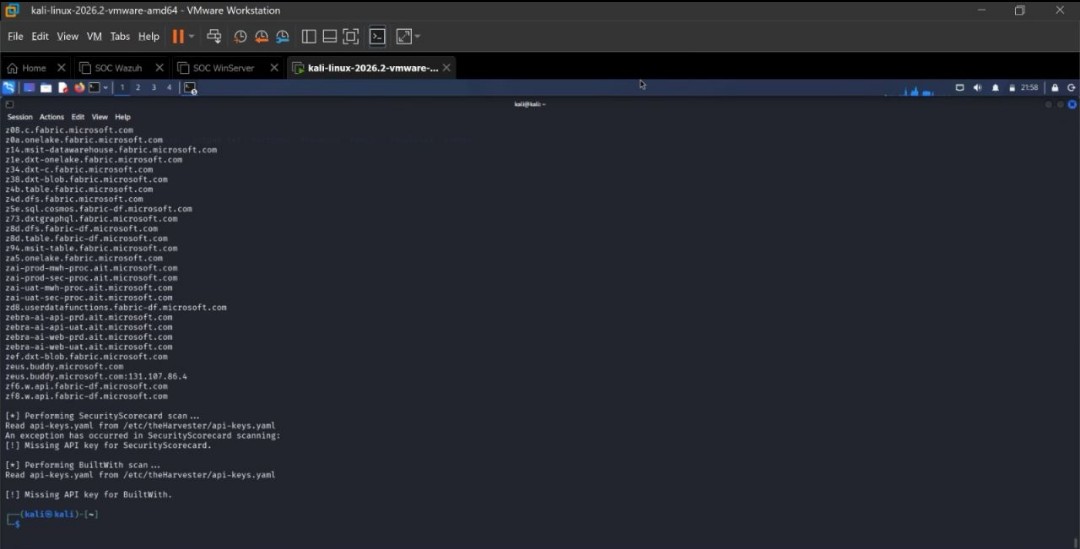 kali-linux-2026.2-vmware-amd64 - VMware Workstation
File Edit View VM Tabs Help
Home SOC Wazuh SOC WinServer kali-linux-2026.2-vmware-...
1 2 3 4 21:58
kali@kali: ~
Session Actions Edit View Help
z08.c.fabric.microsoft.com
z0a.onelake.fabric.microsoft.com
z14.msit-datawarehouse.fabric.microsoft.com
z1e.dxt-onelake.fabric.microsoft.com
z34.dxt-c.fabric.microsoft.com
z38.dxt-blob.fabric.microsoft.com
z4b.table.fabric.microsoft.com
z4d.dfs.fabric.microsoft.com
z5e.sql.cosmos.fabric-df.microsoft.com
z73.dxtgraphql.fabric.microsoft.com
z8d.dfs.fabric-df.microsoft.com
z8d.table.fabric-df.microsoft.com
z94.msit-table.fabric.microsoft.com
za5.onelake.fabric.microsoft.com
zai-prod-mwh-proc.ait.microsoft.com
zai-prod-sec-proc.ait.microsoft.com
zai-uat-mwh-proc.ait.microsoft.com
zai-uat-sec-proc.ait.microsoft.com
zd8.userdatafunctions.fabric-df.microsoft.com
zebra-ai-api-prd.ait.microsoft.com
zebra-ai-api-uat.ait.microsoft.com
zebra-ai-web-prd.ait.microsoft.com
zebra-ai-web-uat.ait.microsoft.com
zef.dxt-blob.fabric.microsoft.com
zeus.buddy.microsoft.com
zeus.buddy.microsoft.com:131.107.86.4
zf6.w.api.fabric-df.microsoft.com
zf8.w.api.fabric-df.microsoft.com
[*] Performing SecurityScorecard scan...
Read api-keys.yaml from /etc/theHarvester/api-keys.yaml
An exception has occurred in SecurityScorecard scanning:
[!] Missing API key for SecurityScorecard.
[*] Performing BuiltWith scan...
Read api-keys.yaml from /etc/theHarvester/api-keys.yaml
[!] Missing API key for BuiltWith.
┌──(kali㉿kali)-[~]
└─$